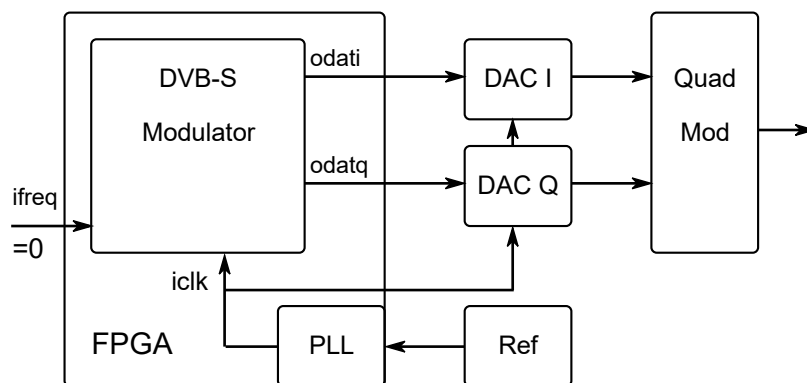 DVB-S
Modulator
odati
odatq
DAC I
DAC Q
Quad
Mod
ifreq
=0
iclk
FPGA
PLL
Ref